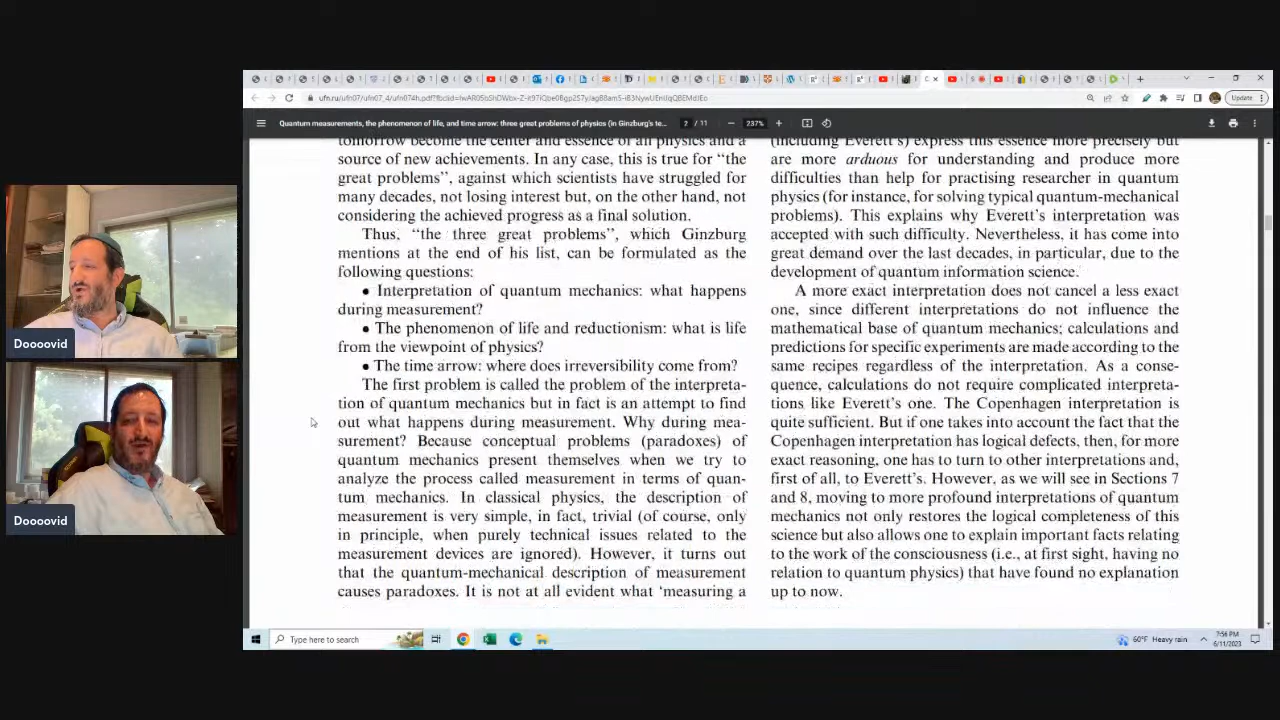 Update
ufn.ru/ufn07/ufn07_4/ufn074h.pdf?fbclid=
Quantum measurements, the phenomenon of life, and time arrow: three great problems of physics (in Ginzburg's te...
2 / 11
237%
tomorrow become the center and essence of all physics and a
source of new achievements. In any case, this is true for "the
great problems", against which scientists have struggled for
many decades, not losing interest but, on the other hand, not
considering the achieved progress as a final solution.
Thus, "the three great problems", which Ginzburg
mentions at the end of his list, can be formulated as the
following questions:
• Interpretation of quantum mechanics: what happens
during measurement?
• The phenomenon of life and reductionism: what is life
from the viewpoint of physics?
• The time arrow: where does irreversibility come from?
The first problem is called the problem of the interpreta-
tion of quantum mechanics but in fact is an attempt to find
out what happens during measurement. Why during mea-
surement? Because conceptual problems (paradoxes) of
quantum mechanics present themselves when we try to
analyze the process called measurement in terms of quan-
tum mechanics. In classical physics, the description of
measurement is very simple, in fact, trivial (of course, only
in principle, when purely technical issues related to the
measurement devices are ignored). However, it turns out
that the quantum-mechanical description of measurement
causes paradoxes. It is not at all evident what 'measuring a
(including Everett's) express this essence more precisely but
are more arduous for understanding and produce more
difficulties than help for practising researcher in quantum
physics (for instance, for solving typical quantum-mechanical
problems). This explains why Everett's interpretation was
accepted with such difficulty. Nevertheless, it has come into
great demand over the last decades, in particular, due to the
development of quantum information science.
A more exact interpretation does not cancel a less exact
one, since different interpretations do not influence the
mathematical base of quantum mechanics; calculations and
predictions for specific experiments are made according to the
same recipes regardless of the interpretation. As a conse-
quence, calculations do not require complicated interpreta-
tions like Everett's one. The Copenhagen interpretation is
quite sufficient. But if one takes into account the fact that the
Copenhagen interpretation has logical defects, then, for more
exact reasoning, one has to turn to other interpretations and,
first of all, to Everett's. However, as we will see in Sections 7
and 8, moving to more profound interpretations of quantum
mechanics not only restores the logical completeness of this
science but also allows one to explain important facts relating
to the work of the consciousness (i.e., at first sight, having no
relation to quantum physics) that have found no explanation
up to now.
Doooovid
Doooovid
Type here to search
60°F Heavy rain
7:56 PM
6/11/2023